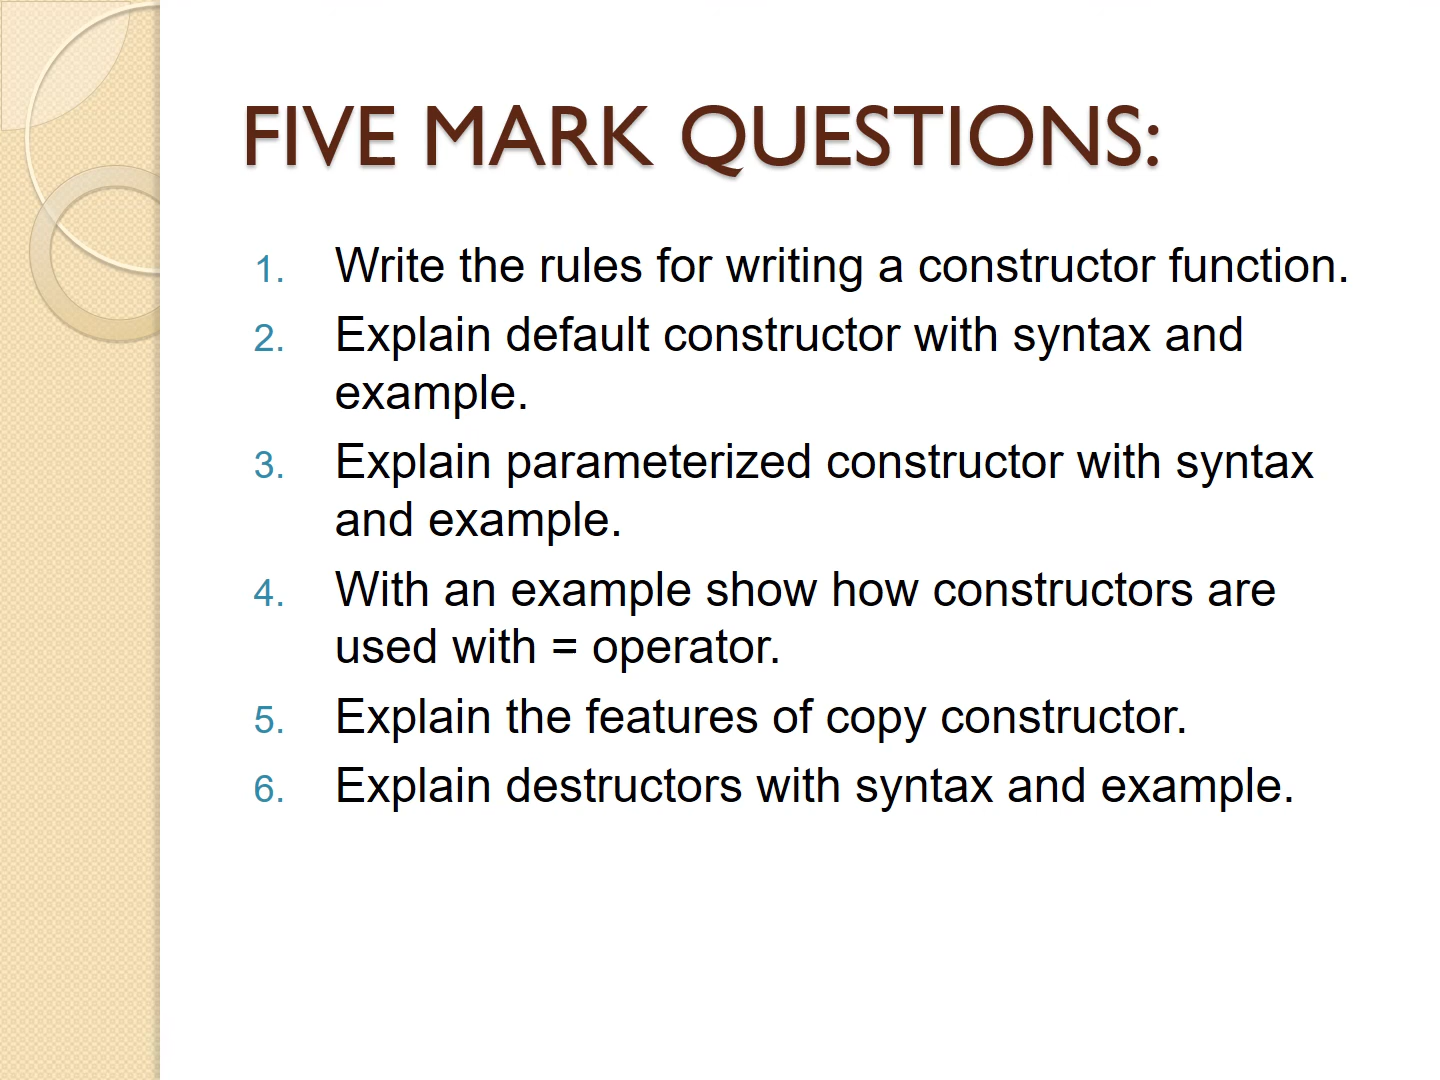 FIVE MARK QUESTIONS:
1. Write the rules for writing a constructor function.
2. Explain default constructor with syntax and
example.
3. Explain parameterized constructor with syntax
and example.
4. With an example show how constructors are
used with = operator.
5. Explain the features of copy constructor.
6. Explain destructors with syntax and example.